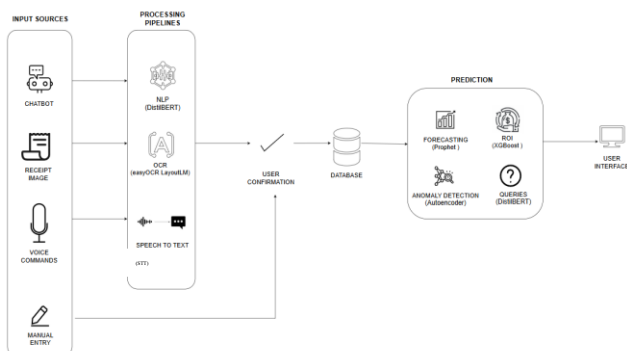 INPUT SOURCES
CHATBOT
RECEIPT
IMAGE
VOICE
COMMANDS
MANUAL
ENTRY
PROCESSING
PIPELINES
NLP
(DistilBERT)
OCR
(easyOCR LayoutLM)
SPEECH TO TEXT
(STT)
USER
CONFIRMATION
DATABASE
PREDICTION
FORECASTING
(Prophet )
ROI
(XGBoost )
ANOMALY DETECTION
(Autoencoder)
QUERIES
(DistilBERT)
USER
INTERFACE